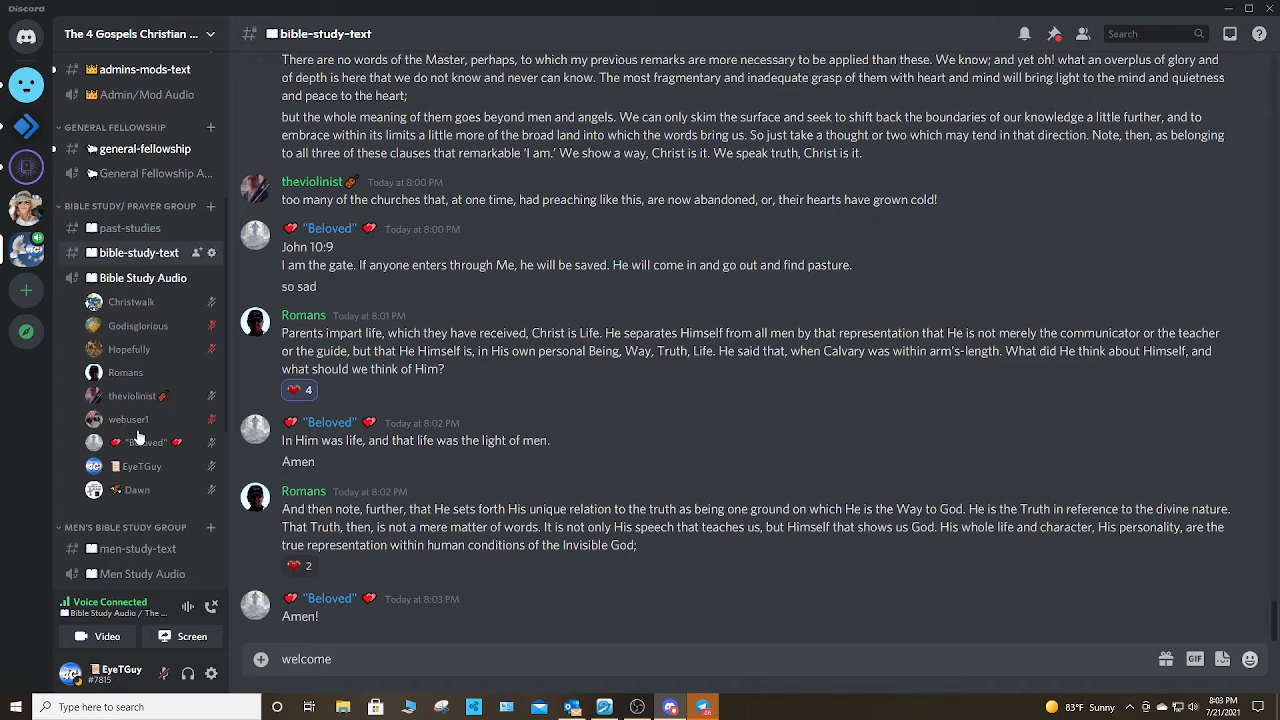 Discord
The 4 Gospels Christian ...
bible-study-text
Search
admins-mods-text
Admin/Mod Audio
GENERAL FELLOWSHIP
general-fellowship
General Fellowship A...
BIBLE STUDY/ PRAYER GROUP
past-studies
bible-study-text
Bible Study Audio
Christwalk
Godisglorious
Hopefully
Romans
theviolinist
webuser1
"Beloved"
EyeTGuy
Dawn
MEN'S BIBLE STUDY GROUP
men-study-text
Men Study Audio
Voice Connected
Bible Study Audio / The ...
Video
Screen
EyeTGuy
#7815
There are no words of the Master, perhaps, to which my previous remarks are more necessary to be applied than these. We know; and yet oh! what an overplus of glory and
of depth is here that we do not know and never can know. The most fragmentary and inadequate grasp of them with heart and mind will bring light to the mind and quietness
and peace to the heart;
but the whole meaning of them goes beyond men and angels. We can only skim the surface and seek to shift back the boundaries of our knowledge a little further, and to
embrace within its limits a little more of the broad land into which the words bring us. So just take a thought or two which may tend in that direction. Note, then, as belonging
to all three of these clauses that remarkable ‘I am.’ We show a way, Christ is it. We speak truth, Christ is it.
theviolinist Today at 8:00 PM
too many of the churches that, at one time, had preaching like this, are now abandoned, or, their hearts have grown cold!
"Beloved" Today at 8:00 PM
John 10:9
I am the gate. If anyone enters through Me, he will be saved. He will come in and go out and find pasture.
so sad
Romans Today at 8:01 PM
Parents impart life, which they have received, Christ is Life. He separates Himself from all men by that representation that He is not merely the communicator or the teacher
or the guide, but that He Himself is, in His own personal Being, Way, Truth, Life. He said that, when Calvary was within arm's-length. What did He think about Himself, and
what should we think of Him?
4
"Beloved" Today at 8:02 PM
In Him was life, and that life was the light of men.
Amen
Romans Today at 8:02 PM
And then note, further, that He sets forth His unique relation to the truth as being one ground on which He is the Way to God. He is the Truth in reference to the divine nature.
That Truth, then, is not a mere matter of words. It is not only His speech that teaches us, but Himself that shows us God. His whole life and character, His personality, are the
true representation within human conditions of the Invisible God;
2
"Beloved" Today at 8:03 PM
Amen!
welcome
GIF
Type here to search
83°F Sunny
8:03 PM
7/21/2021